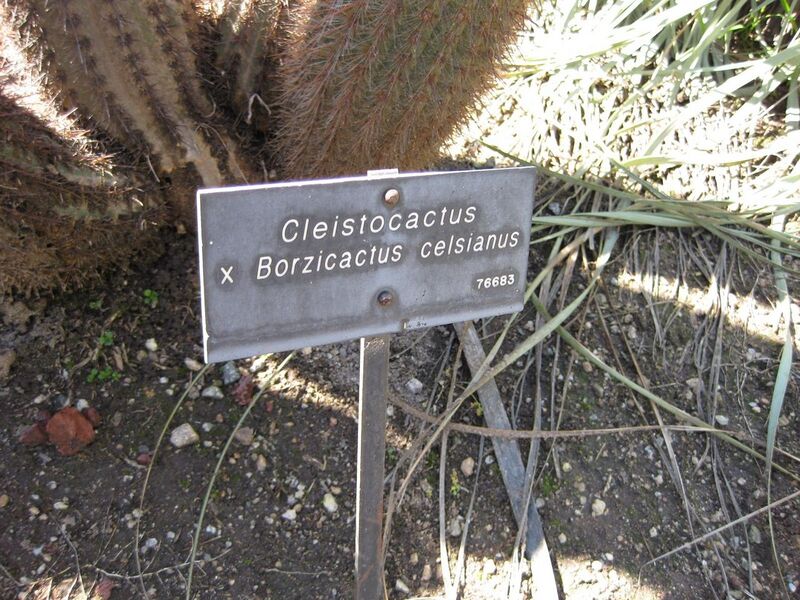 Cleistocactus
x Borzicactus celsianus
76683